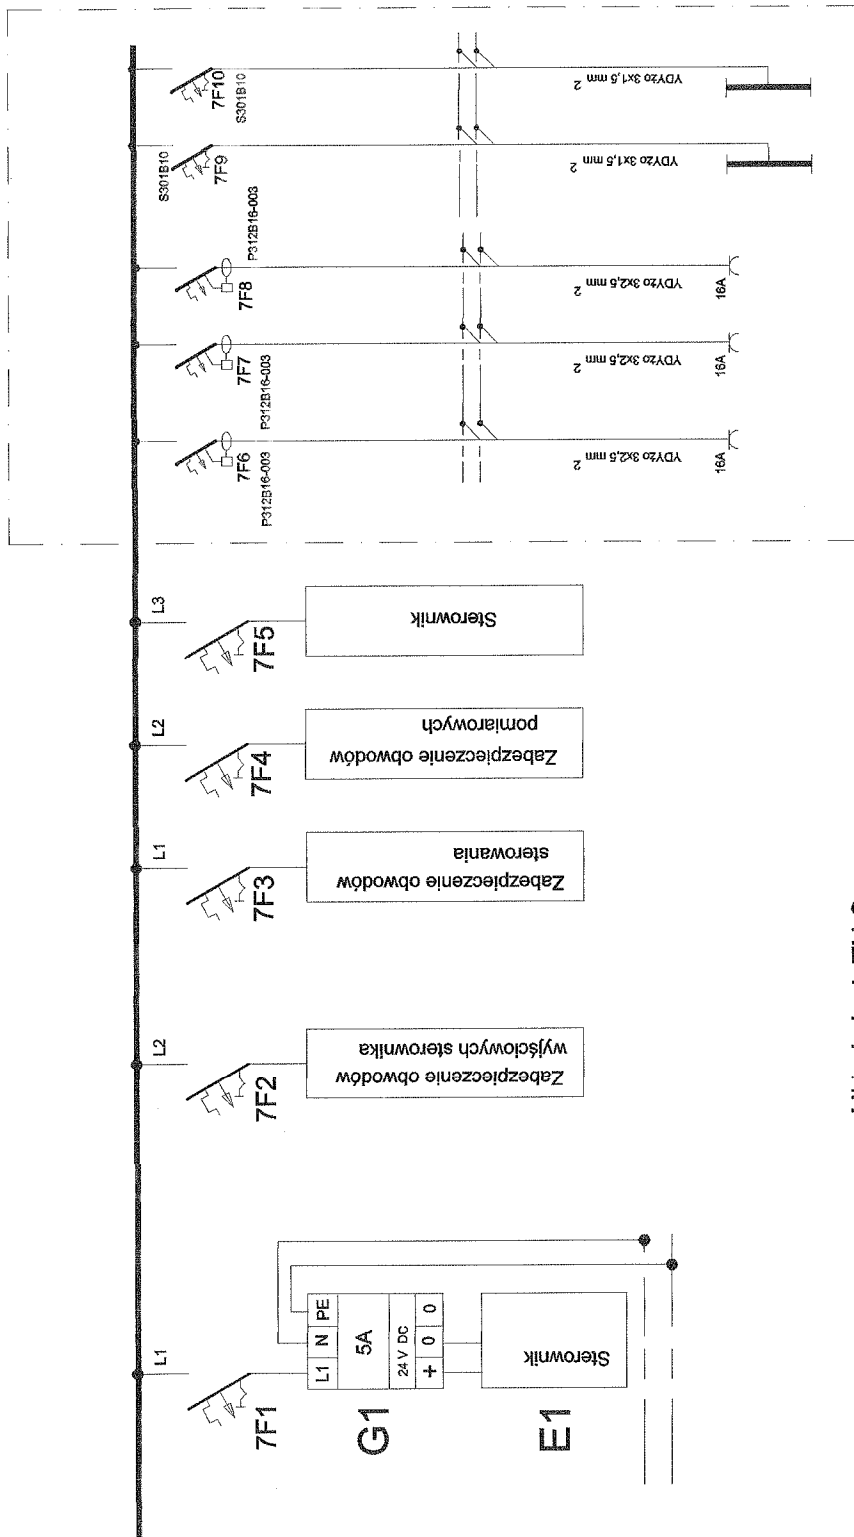 L1
7F1
L1 N PE
5A
24 V DC
+ 0 0
G1
E1
Sterownik
L2
7F2
Zabezpieczenie obwodów
wyjściowych sterownika
L1
7F3
Zabezpieczenie obwodów
sterowania
L2
7F4
Zabezpieczenie obwodów
pomiarowych
L3
7F5
Sterownik
7F6
P312B16-003
YDYżo 3x2,5 mm 2
16A
7F7
P312B16-003
YDYżo 3x2,5 mm 2
16A
7F8
P312B16-003
YDYżo 3x2,5 mm 2
16A
S301B10
7F9
YDYżo 3x1,5 mm 2
7F10
S301B10
YDYżo 3x1,5 mm 2